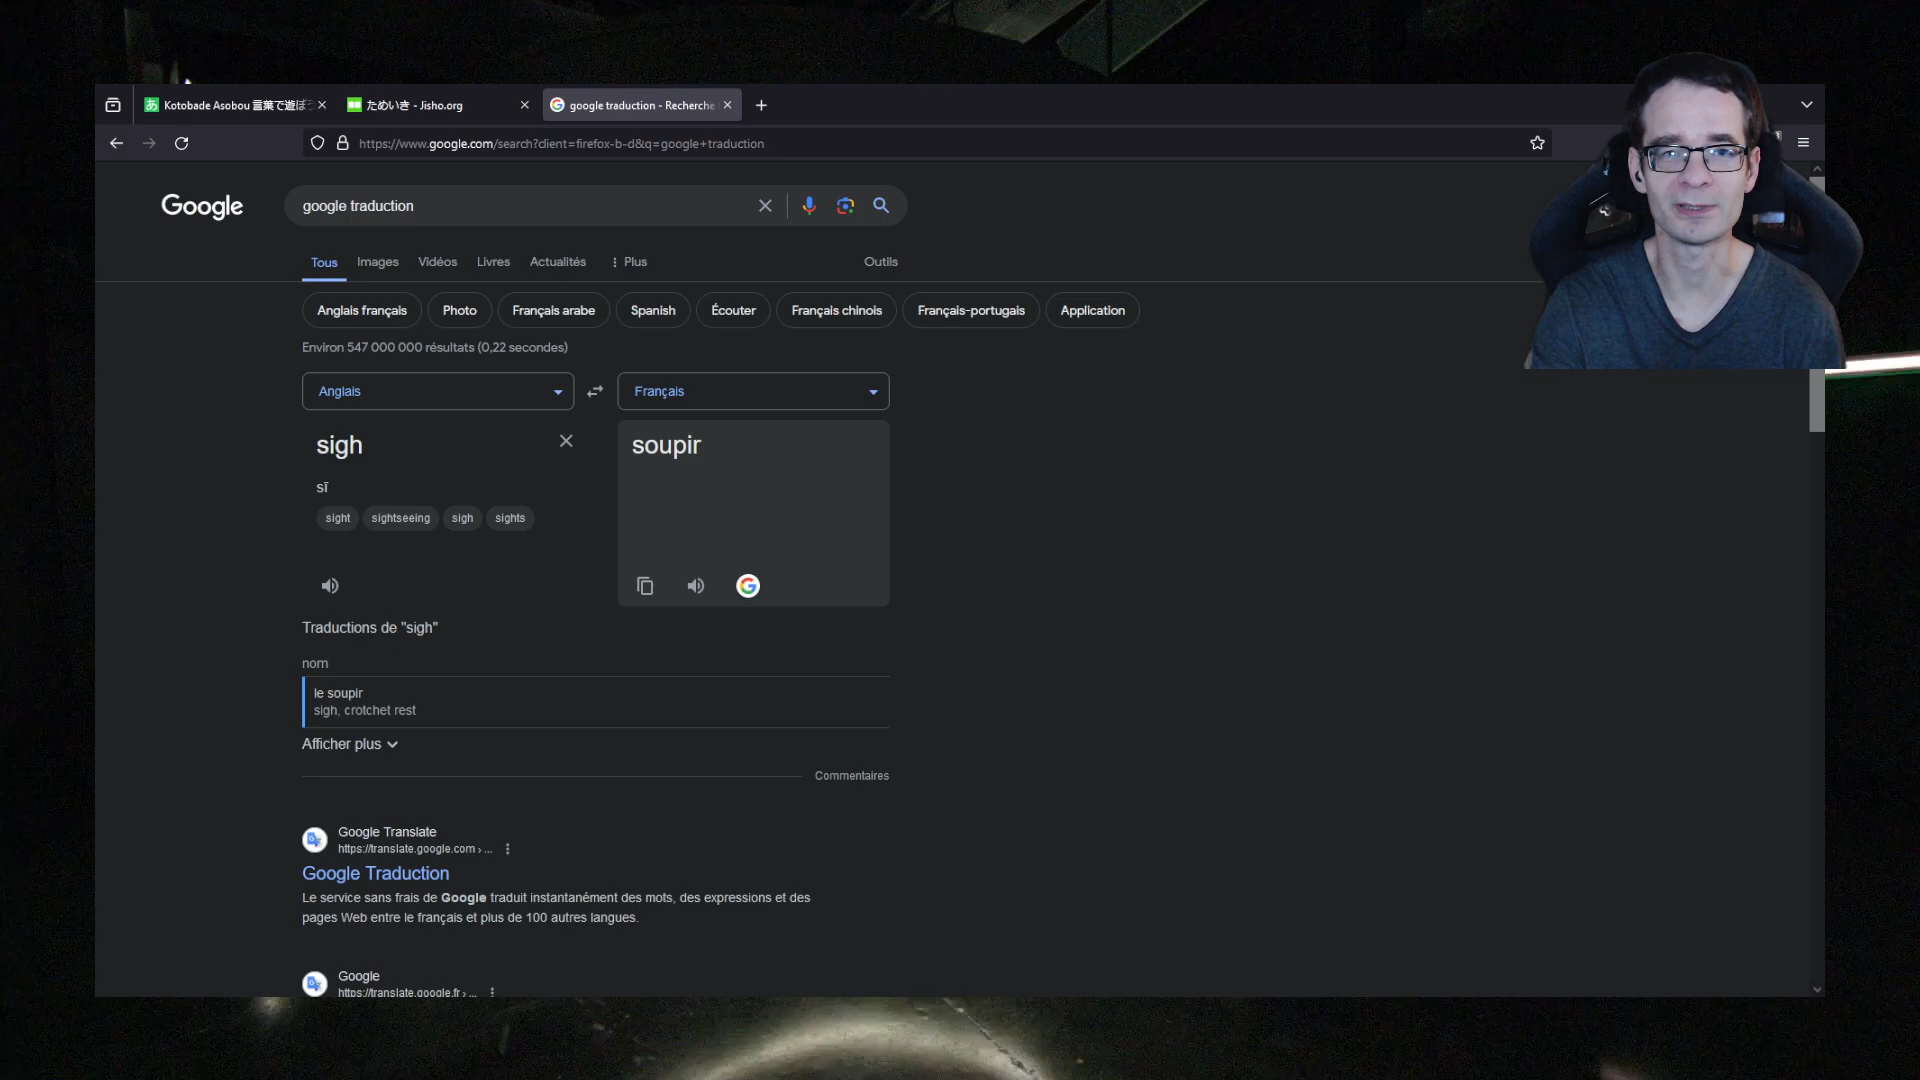 Kotobade Asobou 言葉で遊ぼう
ためいき - Jisho.org
google traduction - Recherche
https://www.google.com/search?client=firefox-b-d&q=google+traduction
Google
google traduction
Tous
Images
Vidéos
Livres
Actualités
Plus
Outils
Anglais français
Photo
Français arabe
Spanish
Écouter
Français chinois
Français-portugais
Application
Environ 547 000 000 résultats (0,22 secondes)
Anglais
Français
sigh
soupir
sī
sight
sightseeing
sigh
sights
Traductions de "sigh"
nom
le soupir
sigh, crotchet rest
Afficher plus
Commentaires
Google Translate
https://translate.google.com › ...
Google Traduction
Le service sans frais de Google traduit instantanément des mots, des expressions et des
pages Web entre le français et plus de 100 autres langues.
Google
https://translate.google.fr › ...